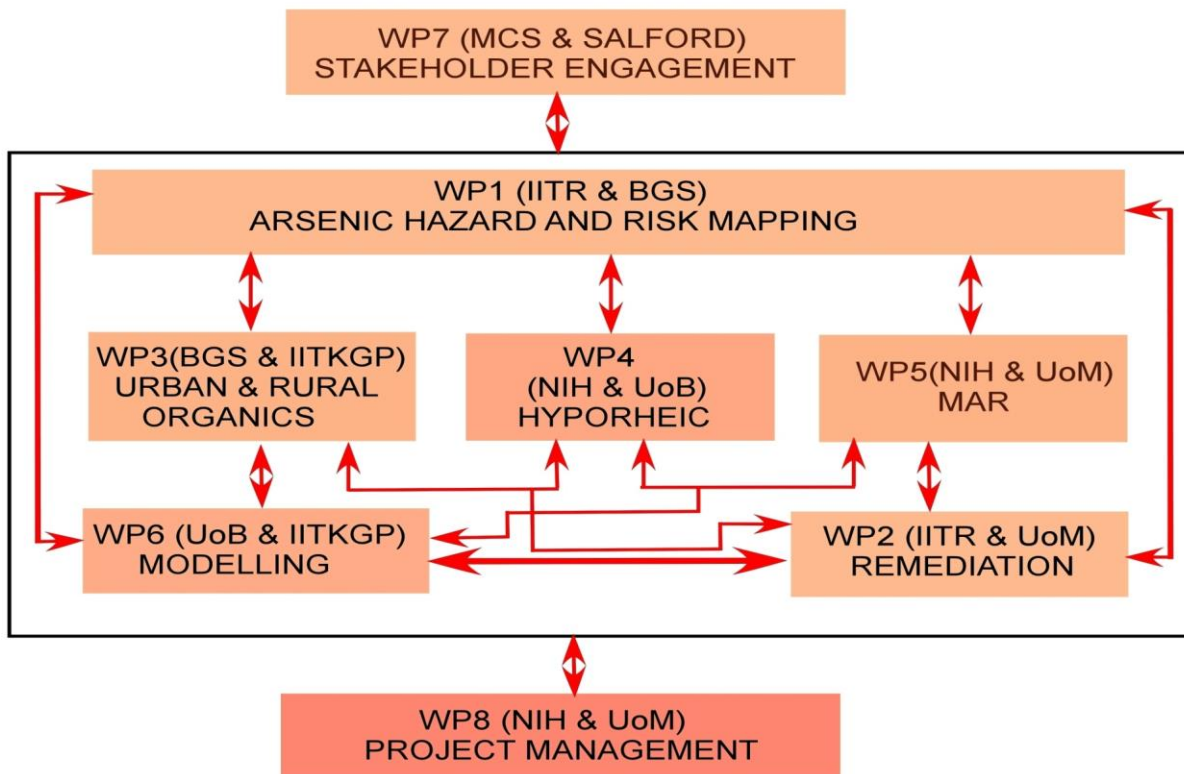 WP7 (MCS & SALFORD)
STAKEHOLDER ENGAGEMENT
WP1 (IITR & BGS)
ARSENIC HAZARD AND RISK MAPPING
WP3(BGS & IITKGP)
URBAN & RURAL
ORGANICS
WP4
(NIH & UoB)
HYPORHEIC
WP5(NIH & UoM)
MAR
WP6 (UoB & IITKGP)
MODELLING
WP2 (IITR & UoM)
REMEDIATION
WP8 (NIH & UoM)
PROJECT MANAGEMENT